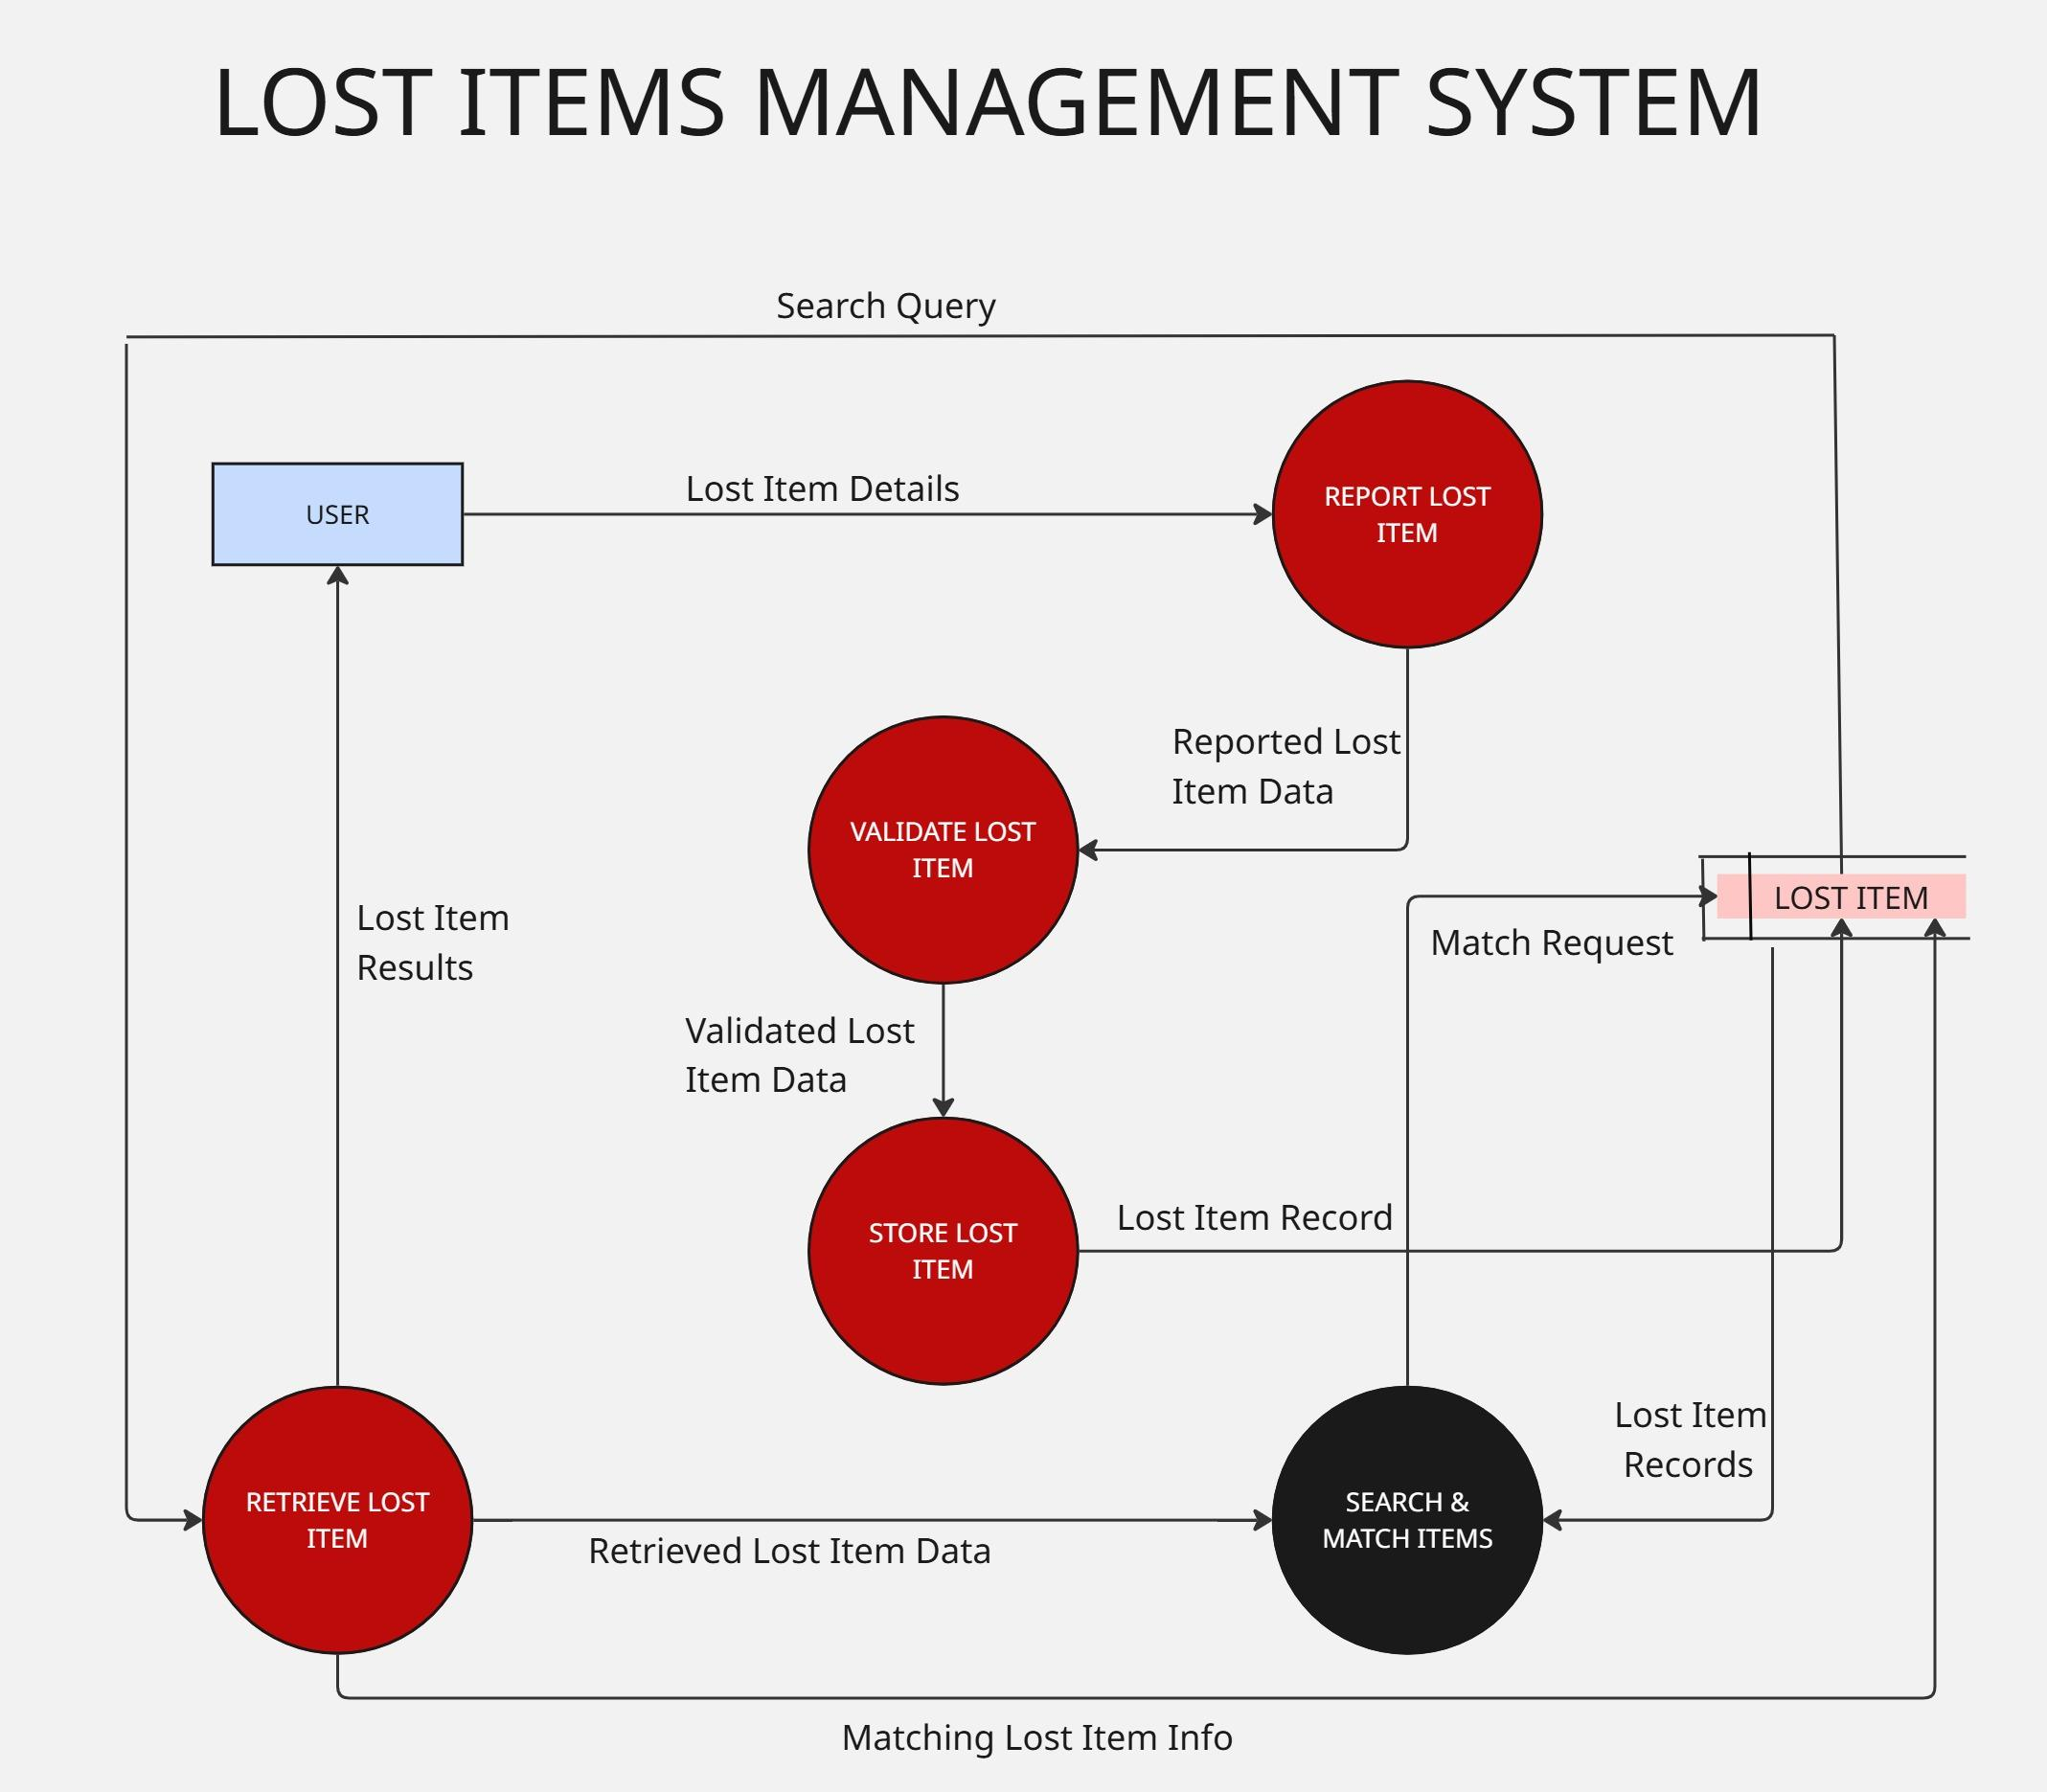 LOST ITEMS MANAGEMENT SYSTEM
Search Query
USER
Lost Item Details
REPORT LOST
ITEM
Reported Lost
Item Data
VALIDATE LOST
ITEM
LOST ITEM
Match Request
Lost Item
Results
Validated Lost
Item Data
STORE LOST
ITEM
Lost Item Record
Lost Item
Records
RETRIEVE LOST
ITEM
Retrieved Lost Item Data
SEARCH &
MATCH ITEMS
Matching Lost Item Info